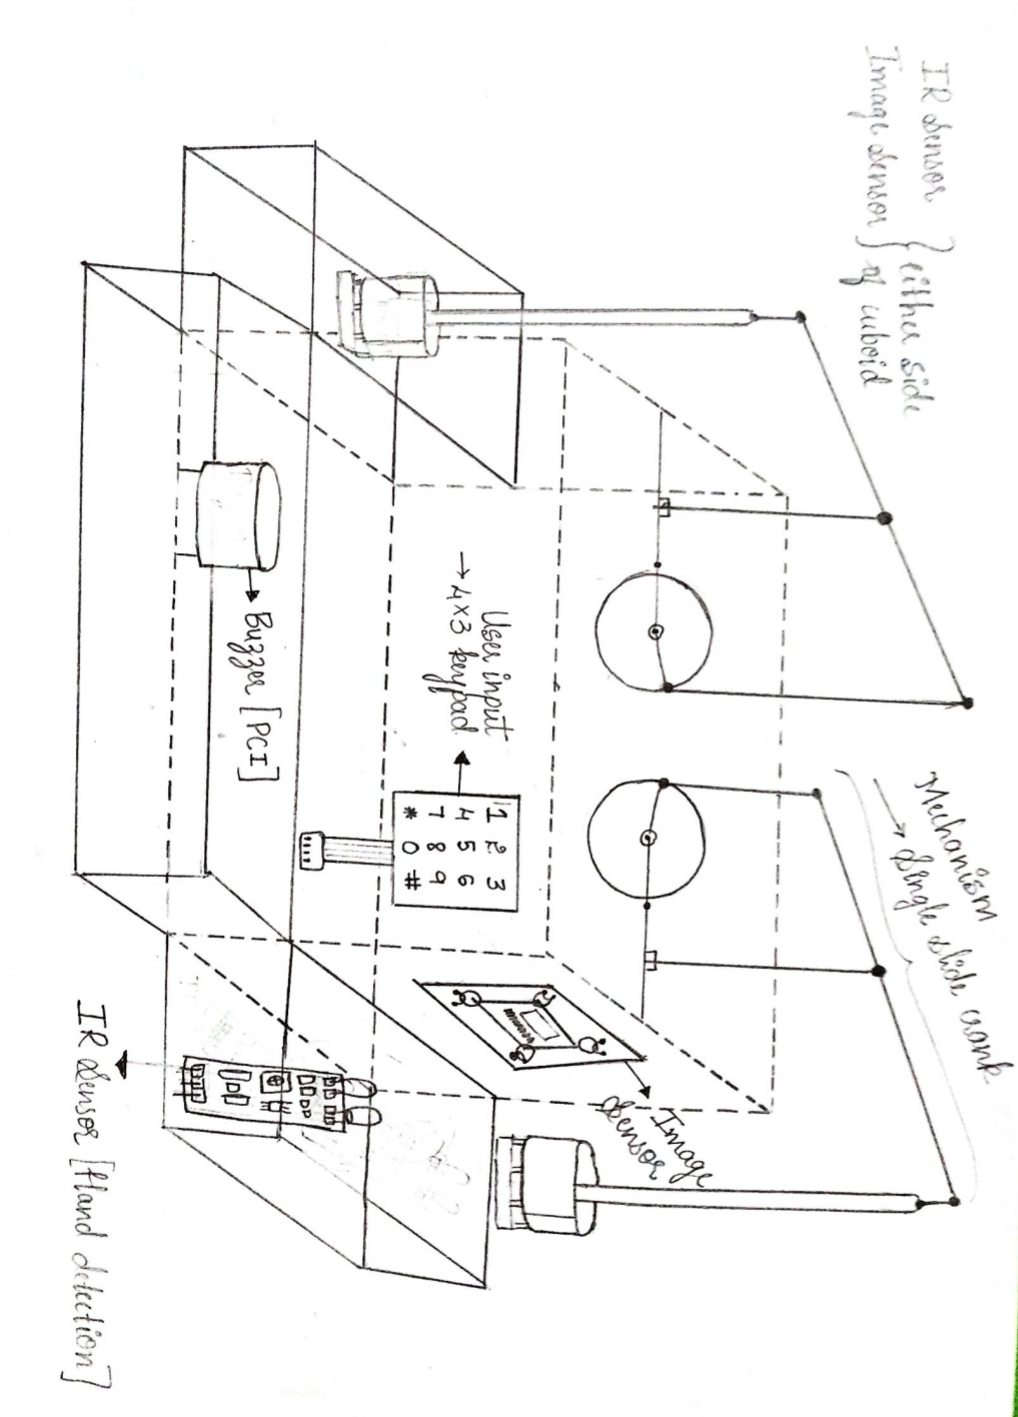 IR Sensor
Image Sensor
either side
of cuboid
Mechanism
→ Single slide crank
Image
Sensor
User input
→ 4×3 keypad
1 2 3
4 5 6
7 8 9
* 0 #
Buzzer [PCI]
IR Sensor [Hand detection]